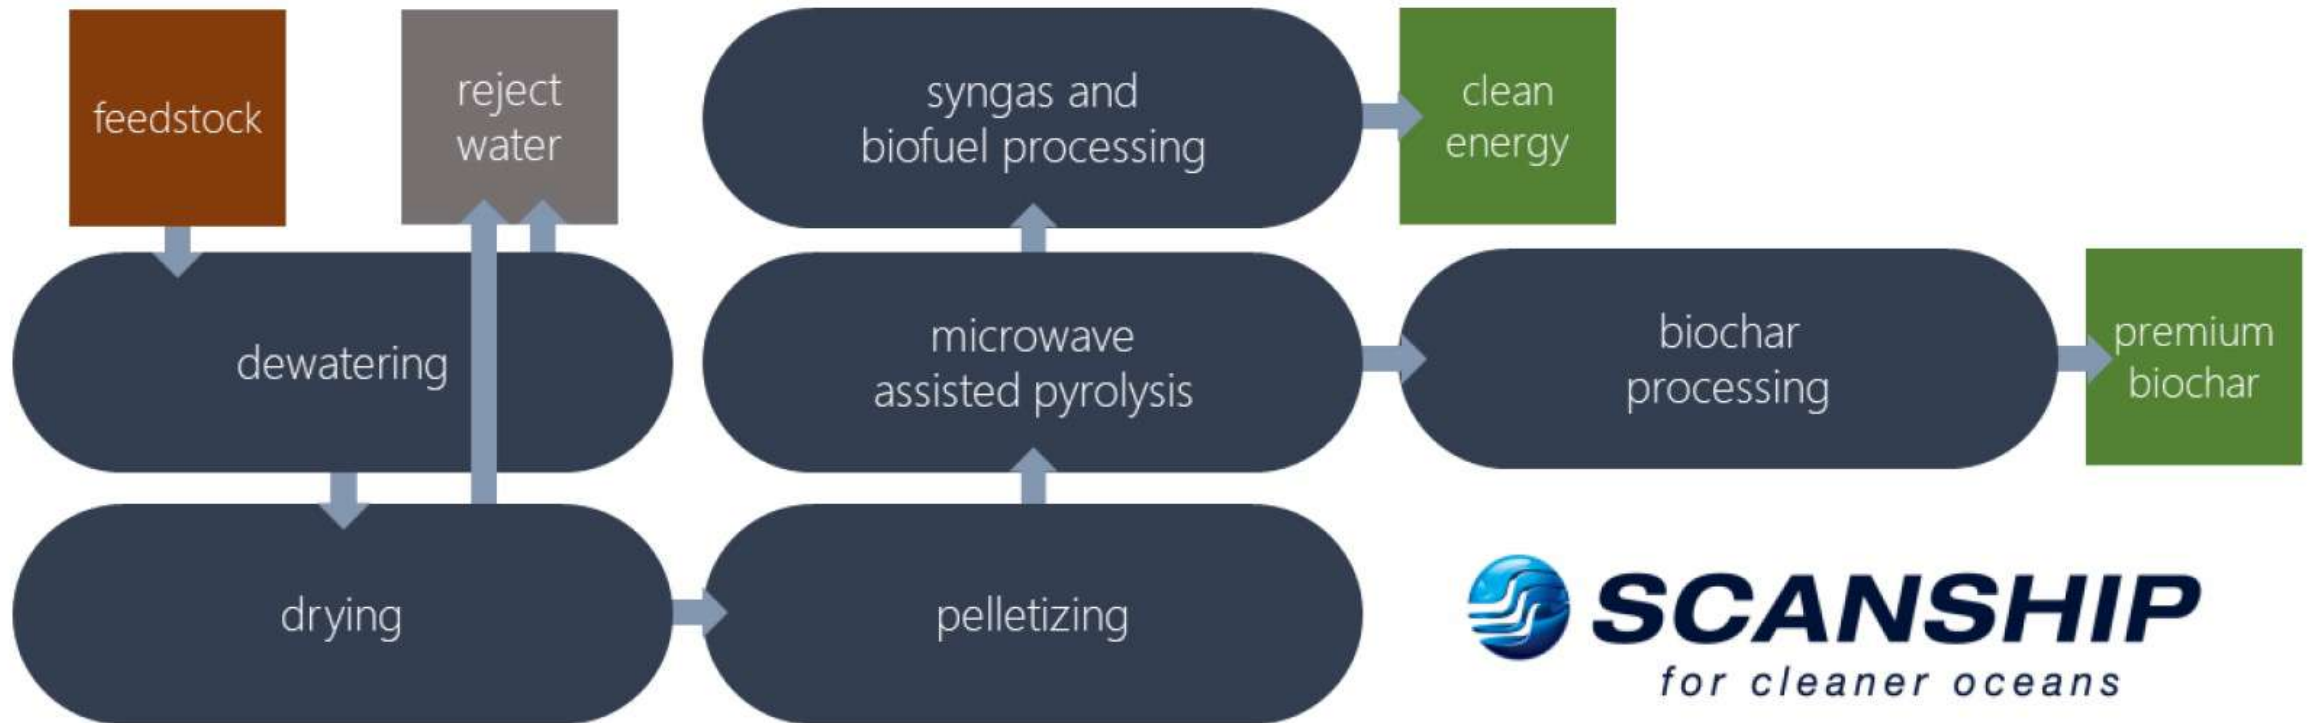 feedstock
reject
water
syngas and
biofuel processing
clean
energy
dewatering
microwave
assisted pyrolysis
biochar
processing
premium
biochar
drying
pelletizing
SCANSHIP
for cleaner oceans